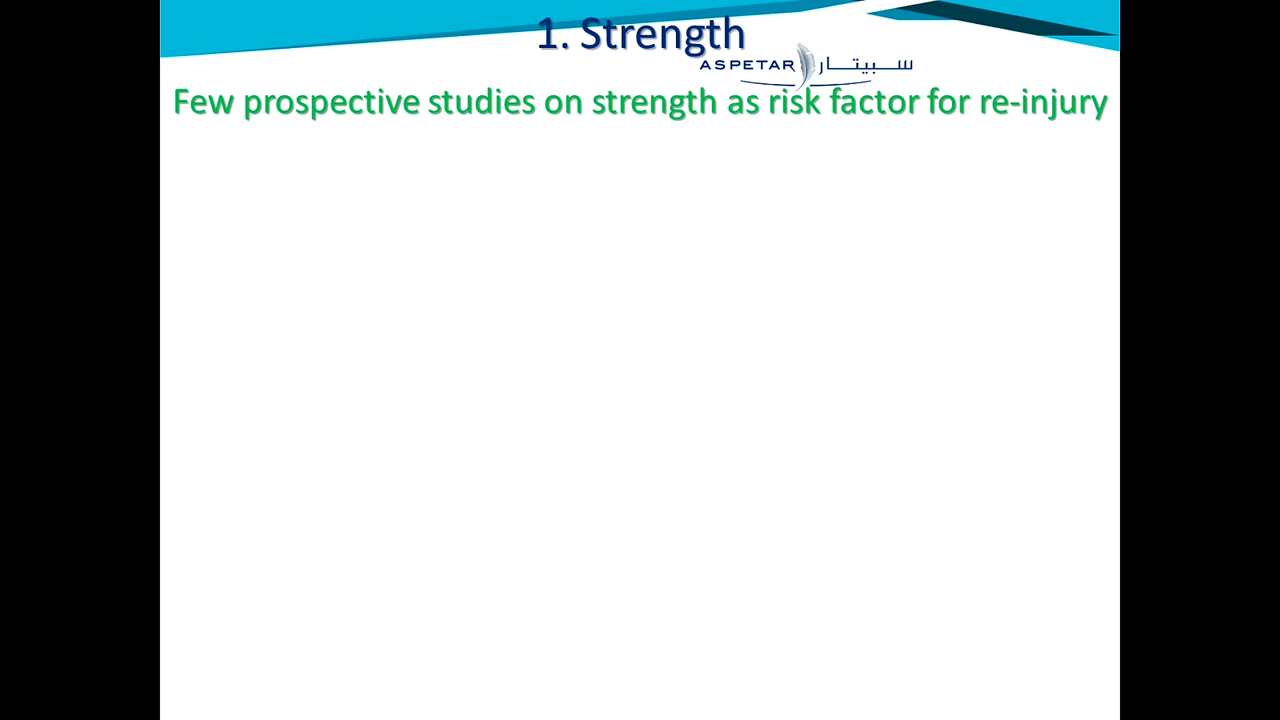 1. Strength
ASPETAR سبيتار
Few prospective studies on strength as risk factor for re-injury